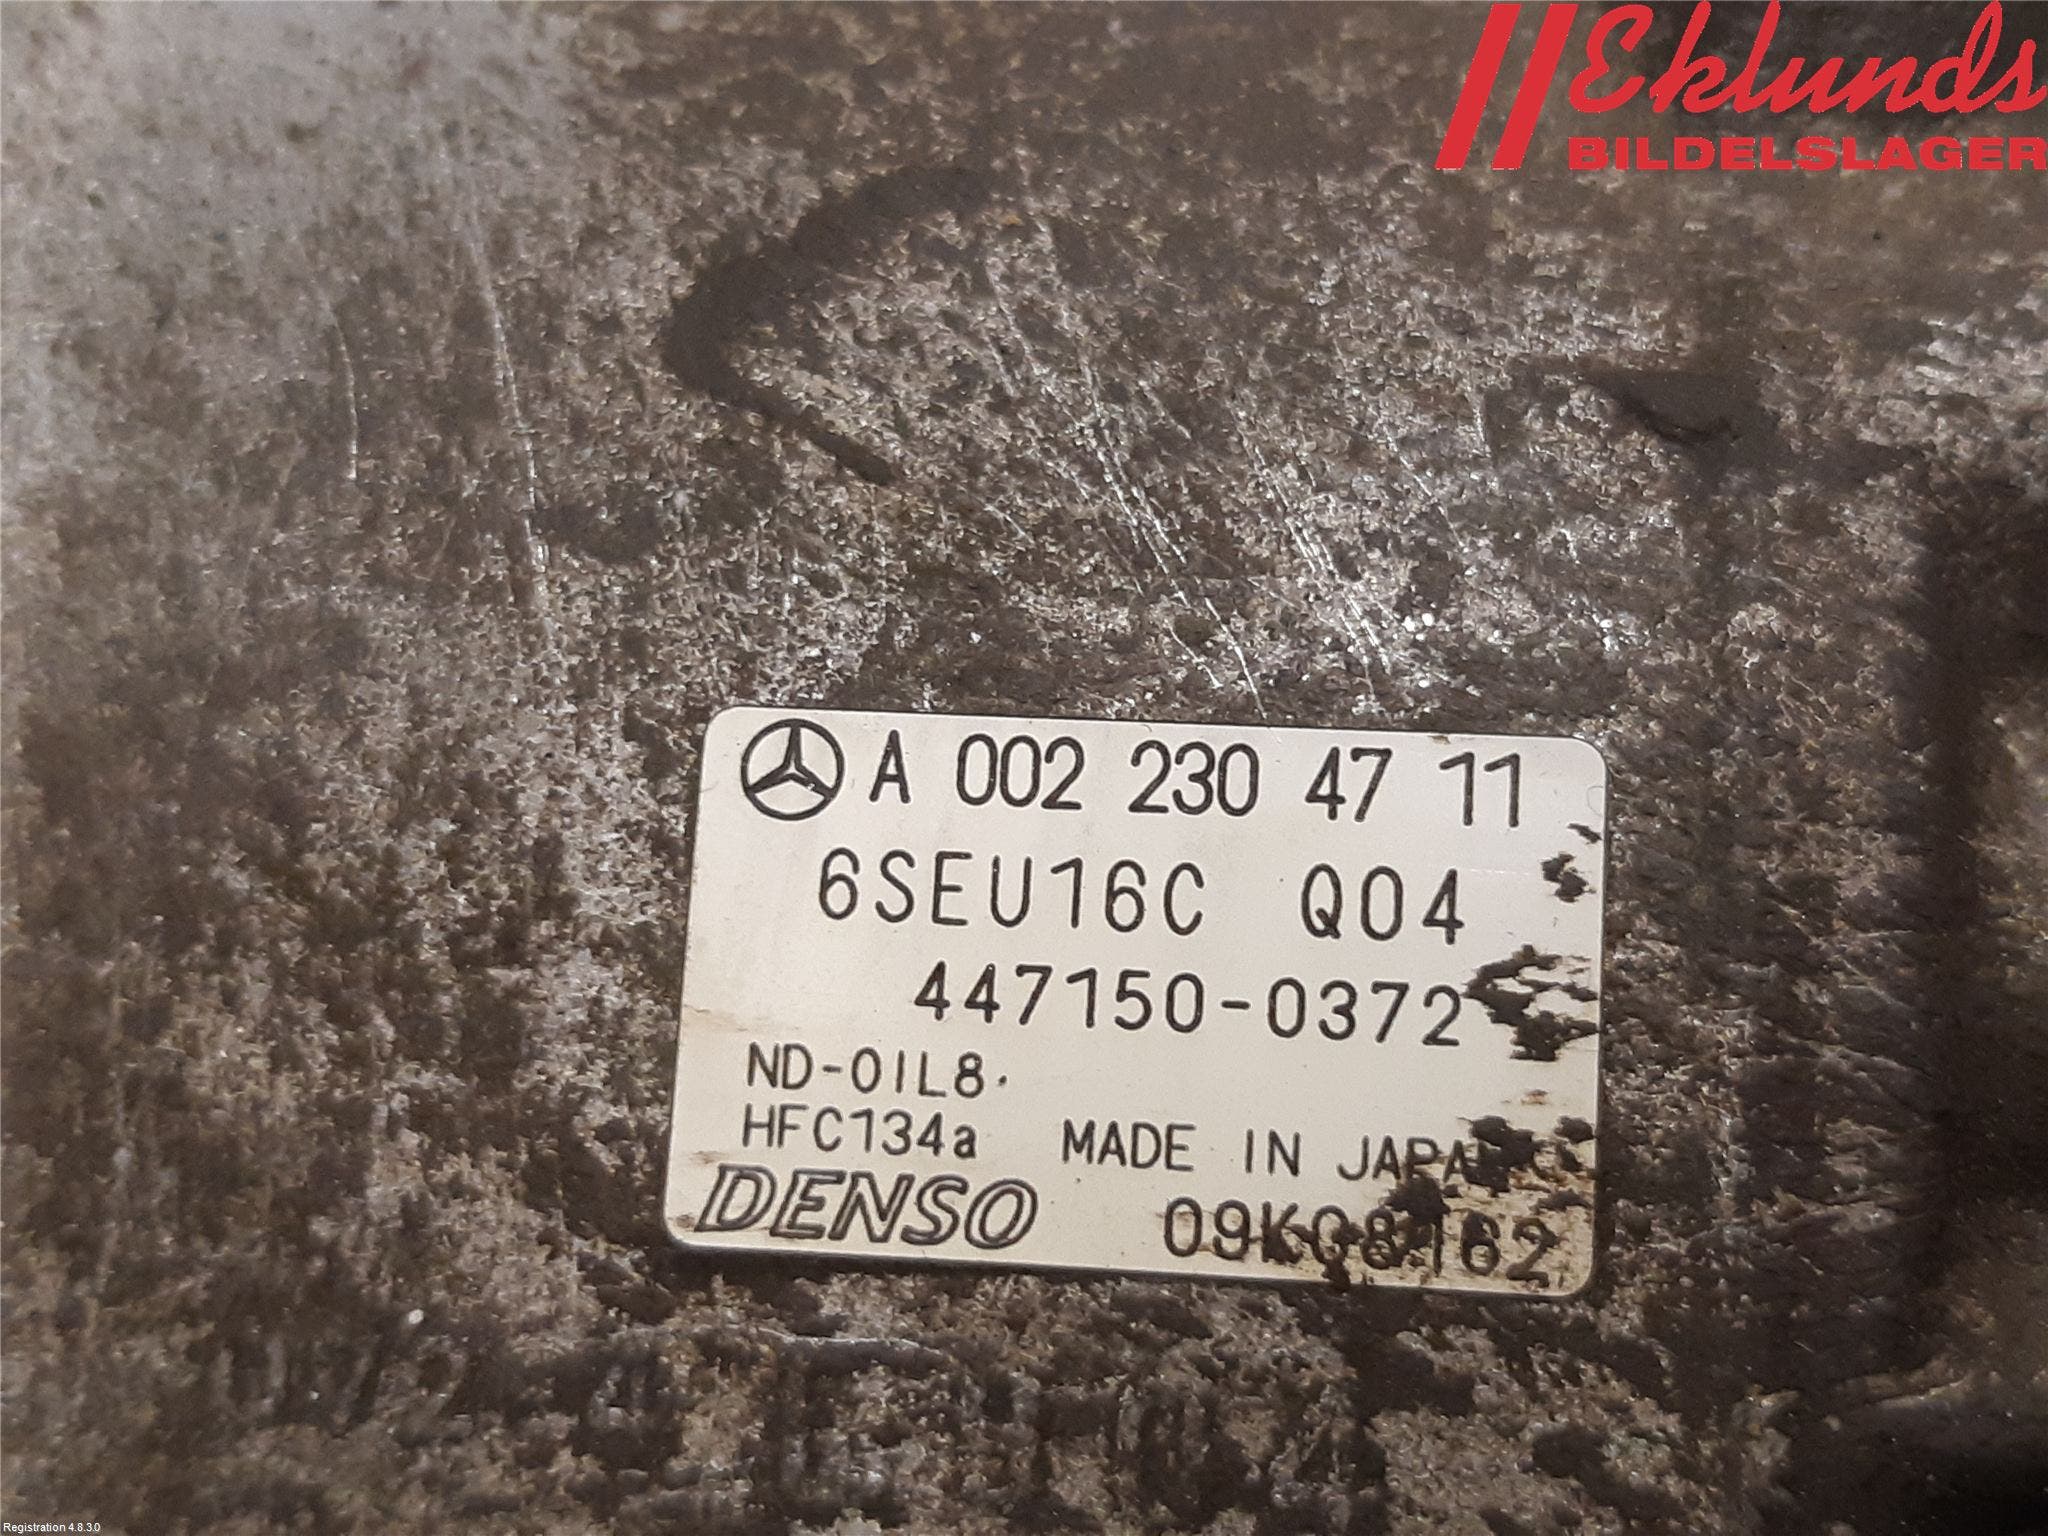 Eklunds
BILDELSLAGER
A 002 230 47 11
6SEU16C Q04
447150-0372
ND-OIL8
HFC134a MADE IN JAPAN
DENSO 09K08162
Registration 4.8.3.0